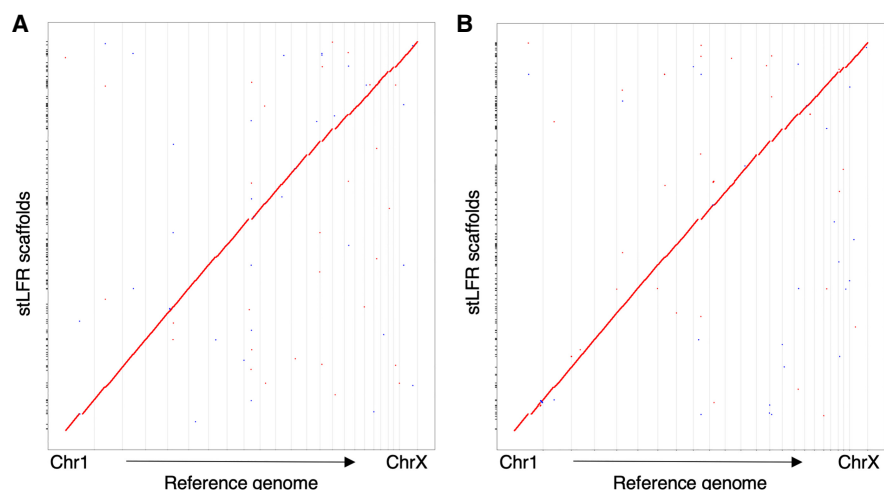 A
B
stLFR scaffolds
stLFR scaffolds
Chr1
ChrX
Chr1
ChrX
Reference genome
Reference genome